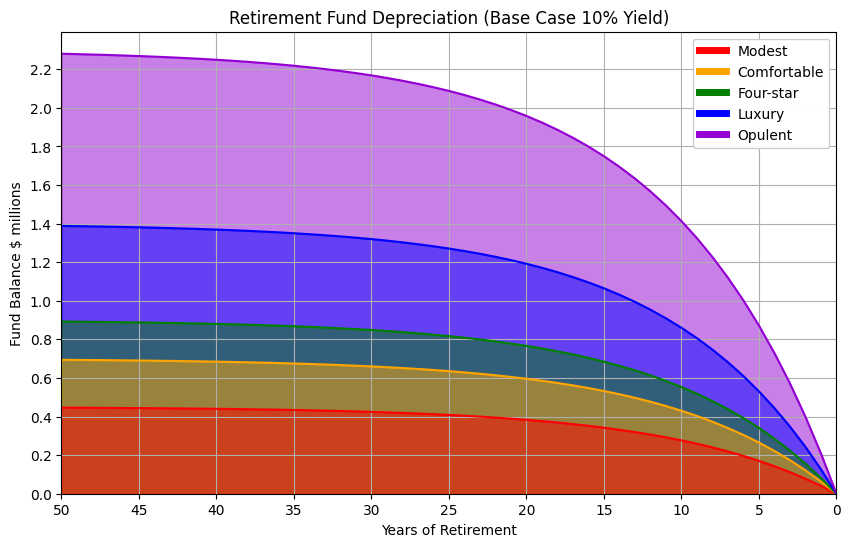 Retirement Fund Depreciation (Base Case 10% Yield)
Modest
Comfortable
Four-star
Luxury
Opulent
Fund Balance $ millions
2.2
2.0
1.8
1.6
1.4
1.2
1.0
0.8
0.6
0.4
0.2
0.0
50 45 40 35 30 25 20 15 10 5 0
Years of Retirement